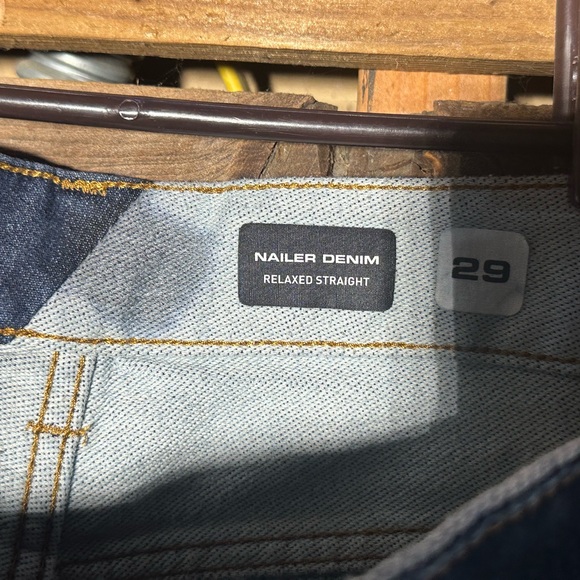 NAILER DENIM
RELAXED STRAIGHT
29